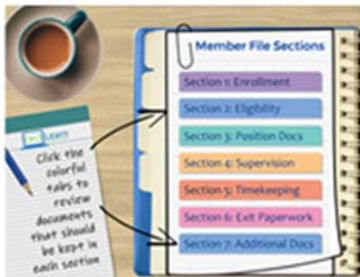 Member File Sections
Section 1: Enrollment
Section 2: Eligibility
Section 3: Position Docs
Section 4: Supervision
Section 5: Timekeeping
Section 6: Exit Paperwork
Section 7: Additional Docs
Learn
Click the
colorful
tabs to
review
documents
that should
be kept in
each section